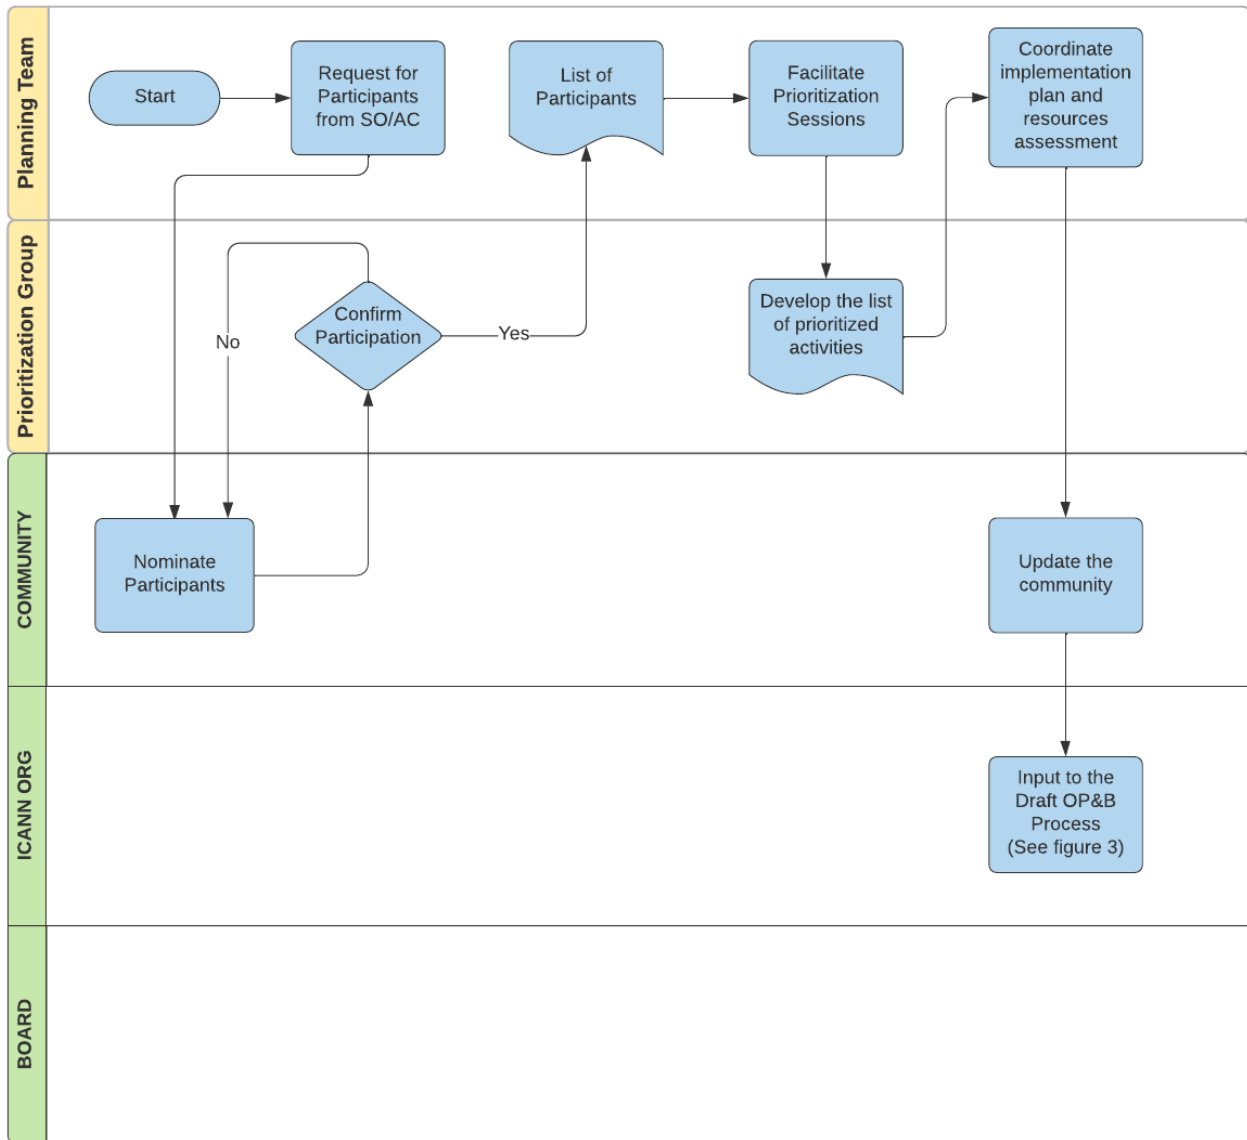 Planning Team
Start
Request for
Participants
from SO/AC
List of
Participants
Facilitate
Prioritization
Sessions
Coordinate
implementation
plan and
resources
assessment
Prioritization Group
No
Confirm
Participation
Yes
Develop the list
of prioritized
activities
COMMUNITY
Nominate
Participants
Update the
community
ICANN ORG
Input to the
Draft OP&B
Process
(See figure 3)
BOARD